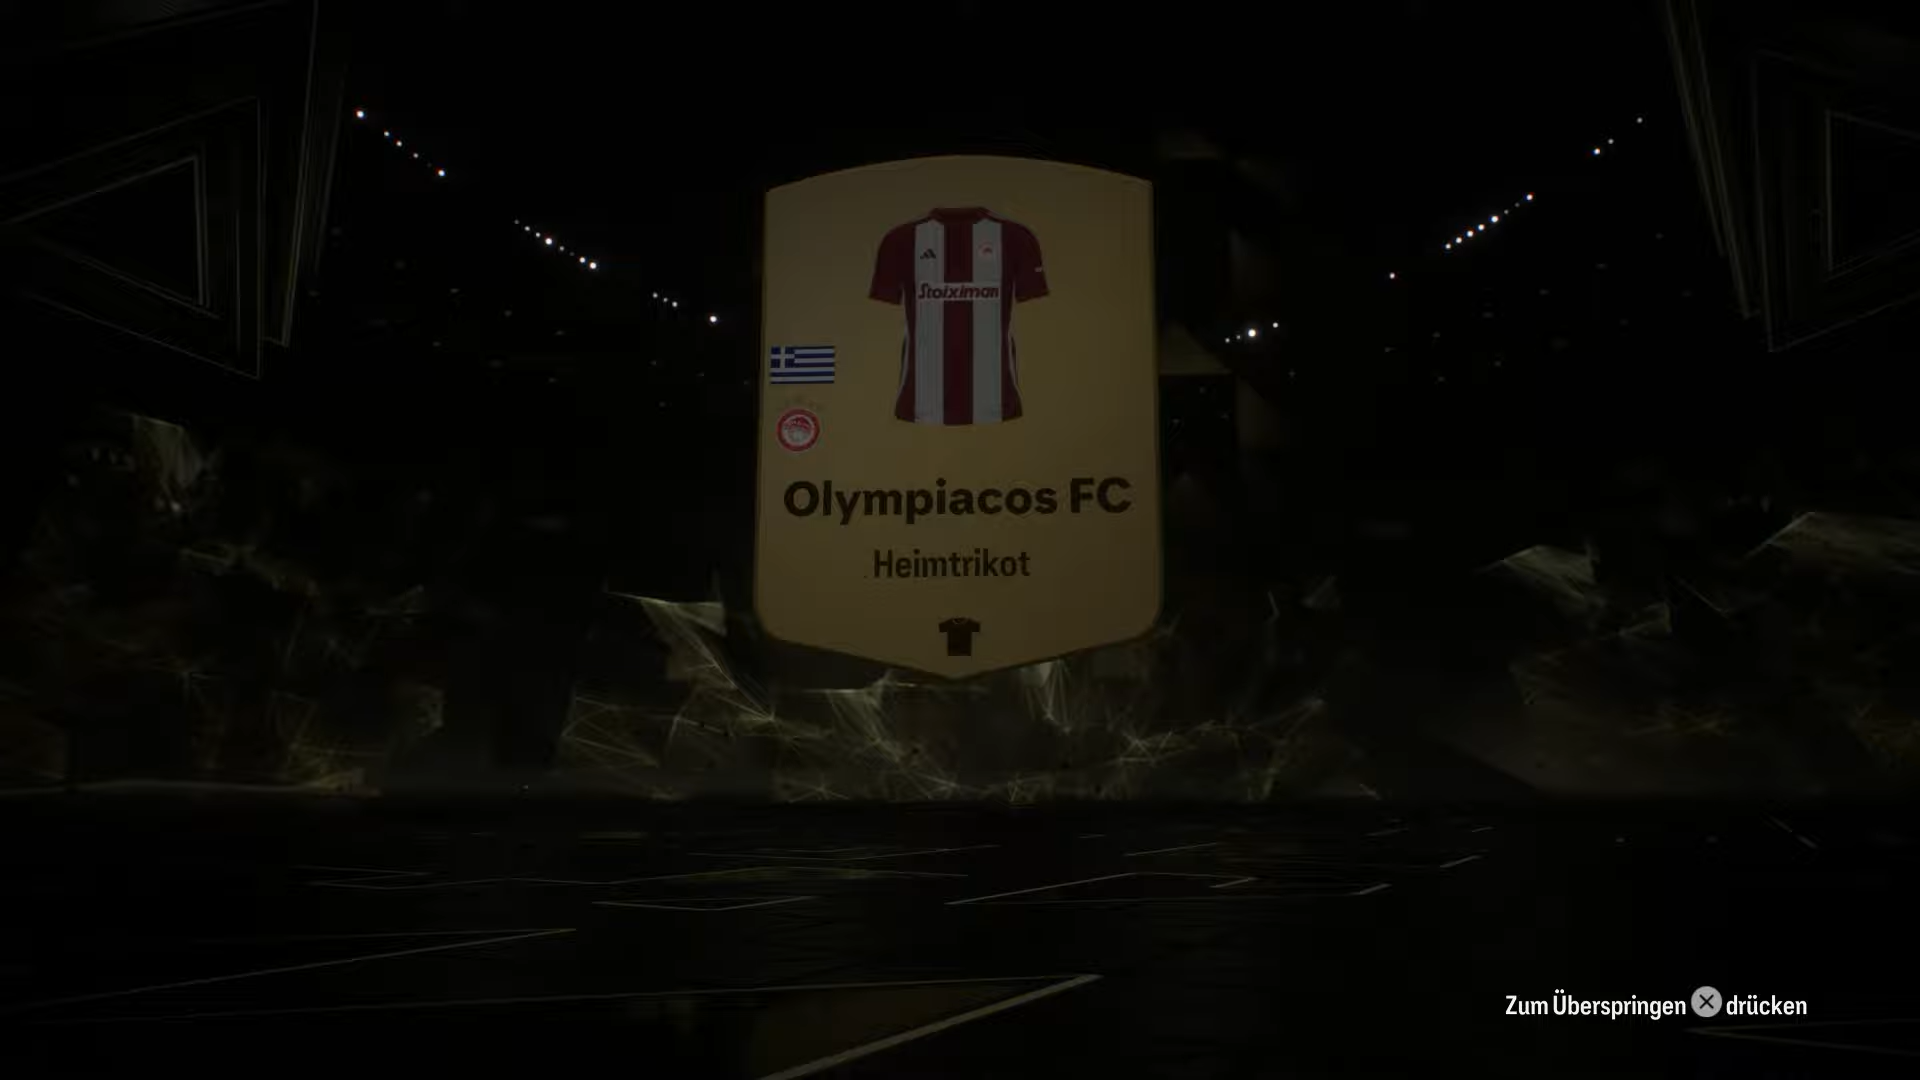 Stoiximan
Olympiacos FC
Heimtrikot
Zum Überspringen ⓧ drücken